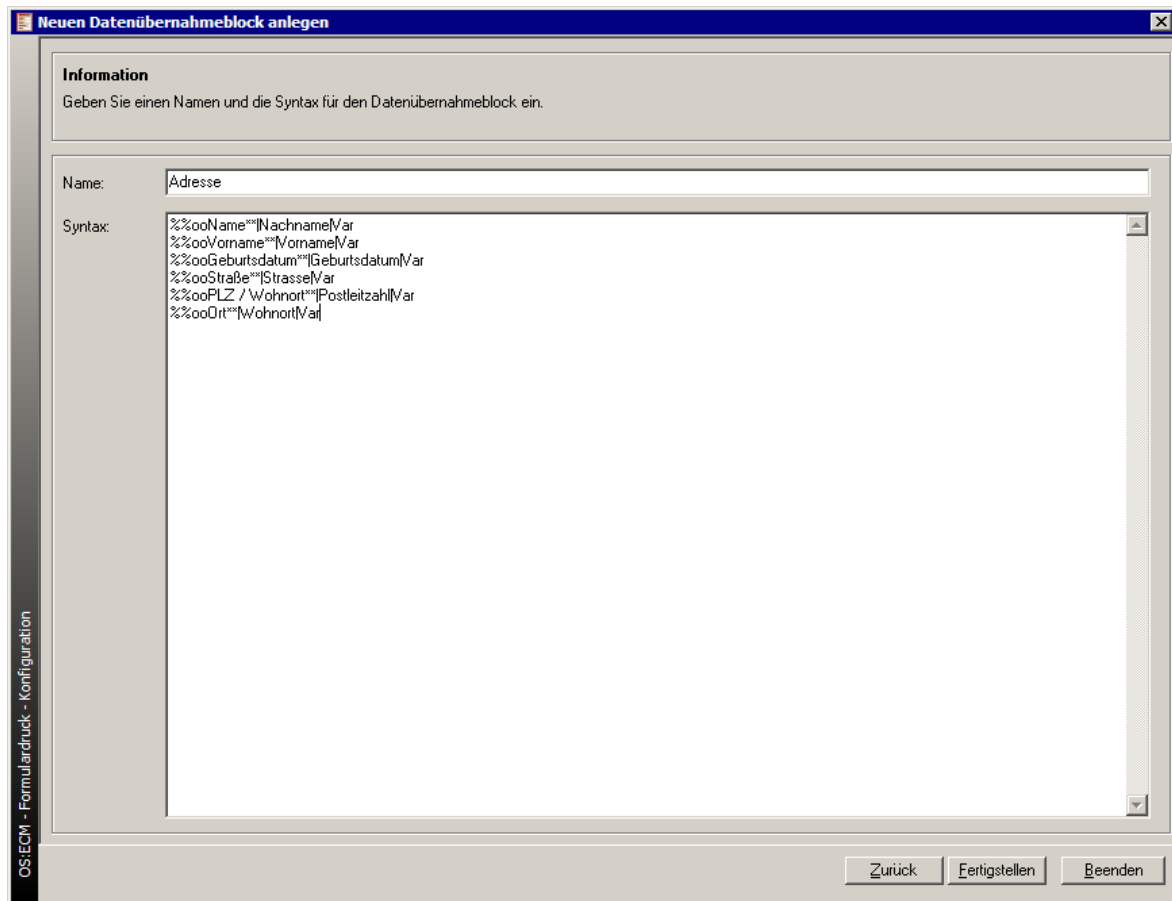 Neuen Datenübernahmeblock anlegen
Information
Geben Sie einen Namen und die Syntax für den Datenübernahmeblock ein.
Name:
Adresse
Syntax:
%%ooName**|Nachname|Var
%%ooVorname**|Vorname|Var
%%ooGeburtsdatum**|Geburtsdatum|Var
%%ooStraße**|Strasse|Var
%%ooPLZ / Wohnort**|Postleitzahl|Var
%%ooOrt**|Wohnort|Var
OS:ECM - Formulardruck - Konfiguration
Zurück
Fertigstellen
Beenden